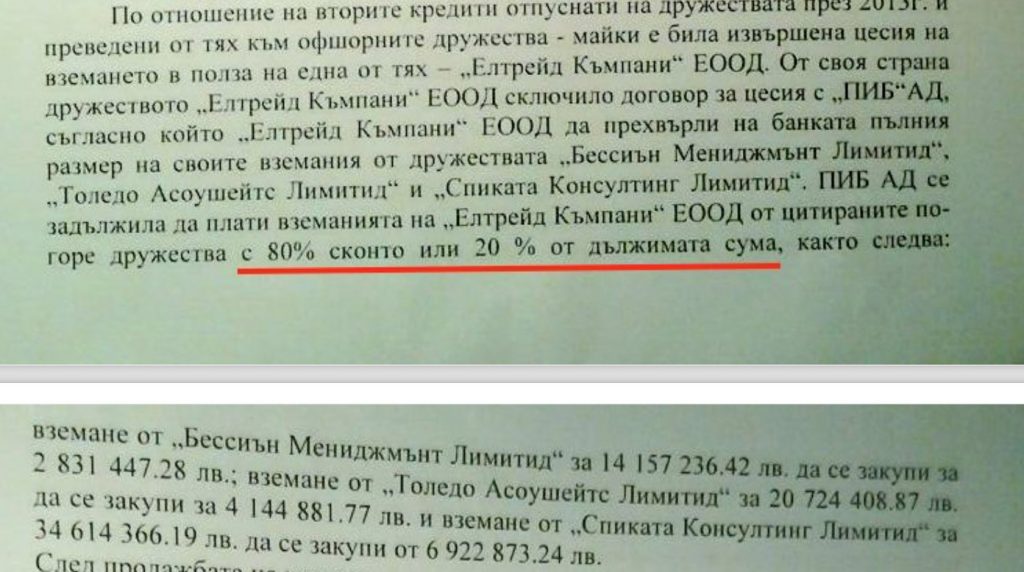 По отношение на вторите кредити отпуснати на дружествата през 2013г. и
преведени от тях към офшорните дружества - майки е била извършена цесия на
вземането в полза на една от тях – „Елтрейд Къмпани“ ЕООД. От своя страна
дружеството „Елтрейд Къмпани“ ЕООД сключило договор за цесия с „ПИБ“АД,
съгласно който „Елтрейд Къмпани“ ЕООД да прехвърли на банката пълния
размер на своите вземания от дружествата „Бессиън Мениджмънт Лимитид“,
„Толедо Асоушейтс Лимитид“ и „Спиката Консултинг Лимитид“. ПИБ АД се
задължила да плати вземанията на „Елтрейд Къмпани“ ЕООД от цитираните по-
горе дружества с 80% сконто или 20 % от дължимата сума, както следва:
вземане от „Бессиън Мениджмънт Лимитид“ за 14 157 236.42 лв. да се закупи за
2 831 447.28 лв.; вземане от „Толедо Асоушейтс Лимитид“ за 20 724 408.87 лв.
да се закупи за 4 144 881.77 лв. и вземане от „Спиката Консултинг Лимитид“ за
34 614 366.19 лв. да се закупи от 6 922 873.24 лв.
След продажбата